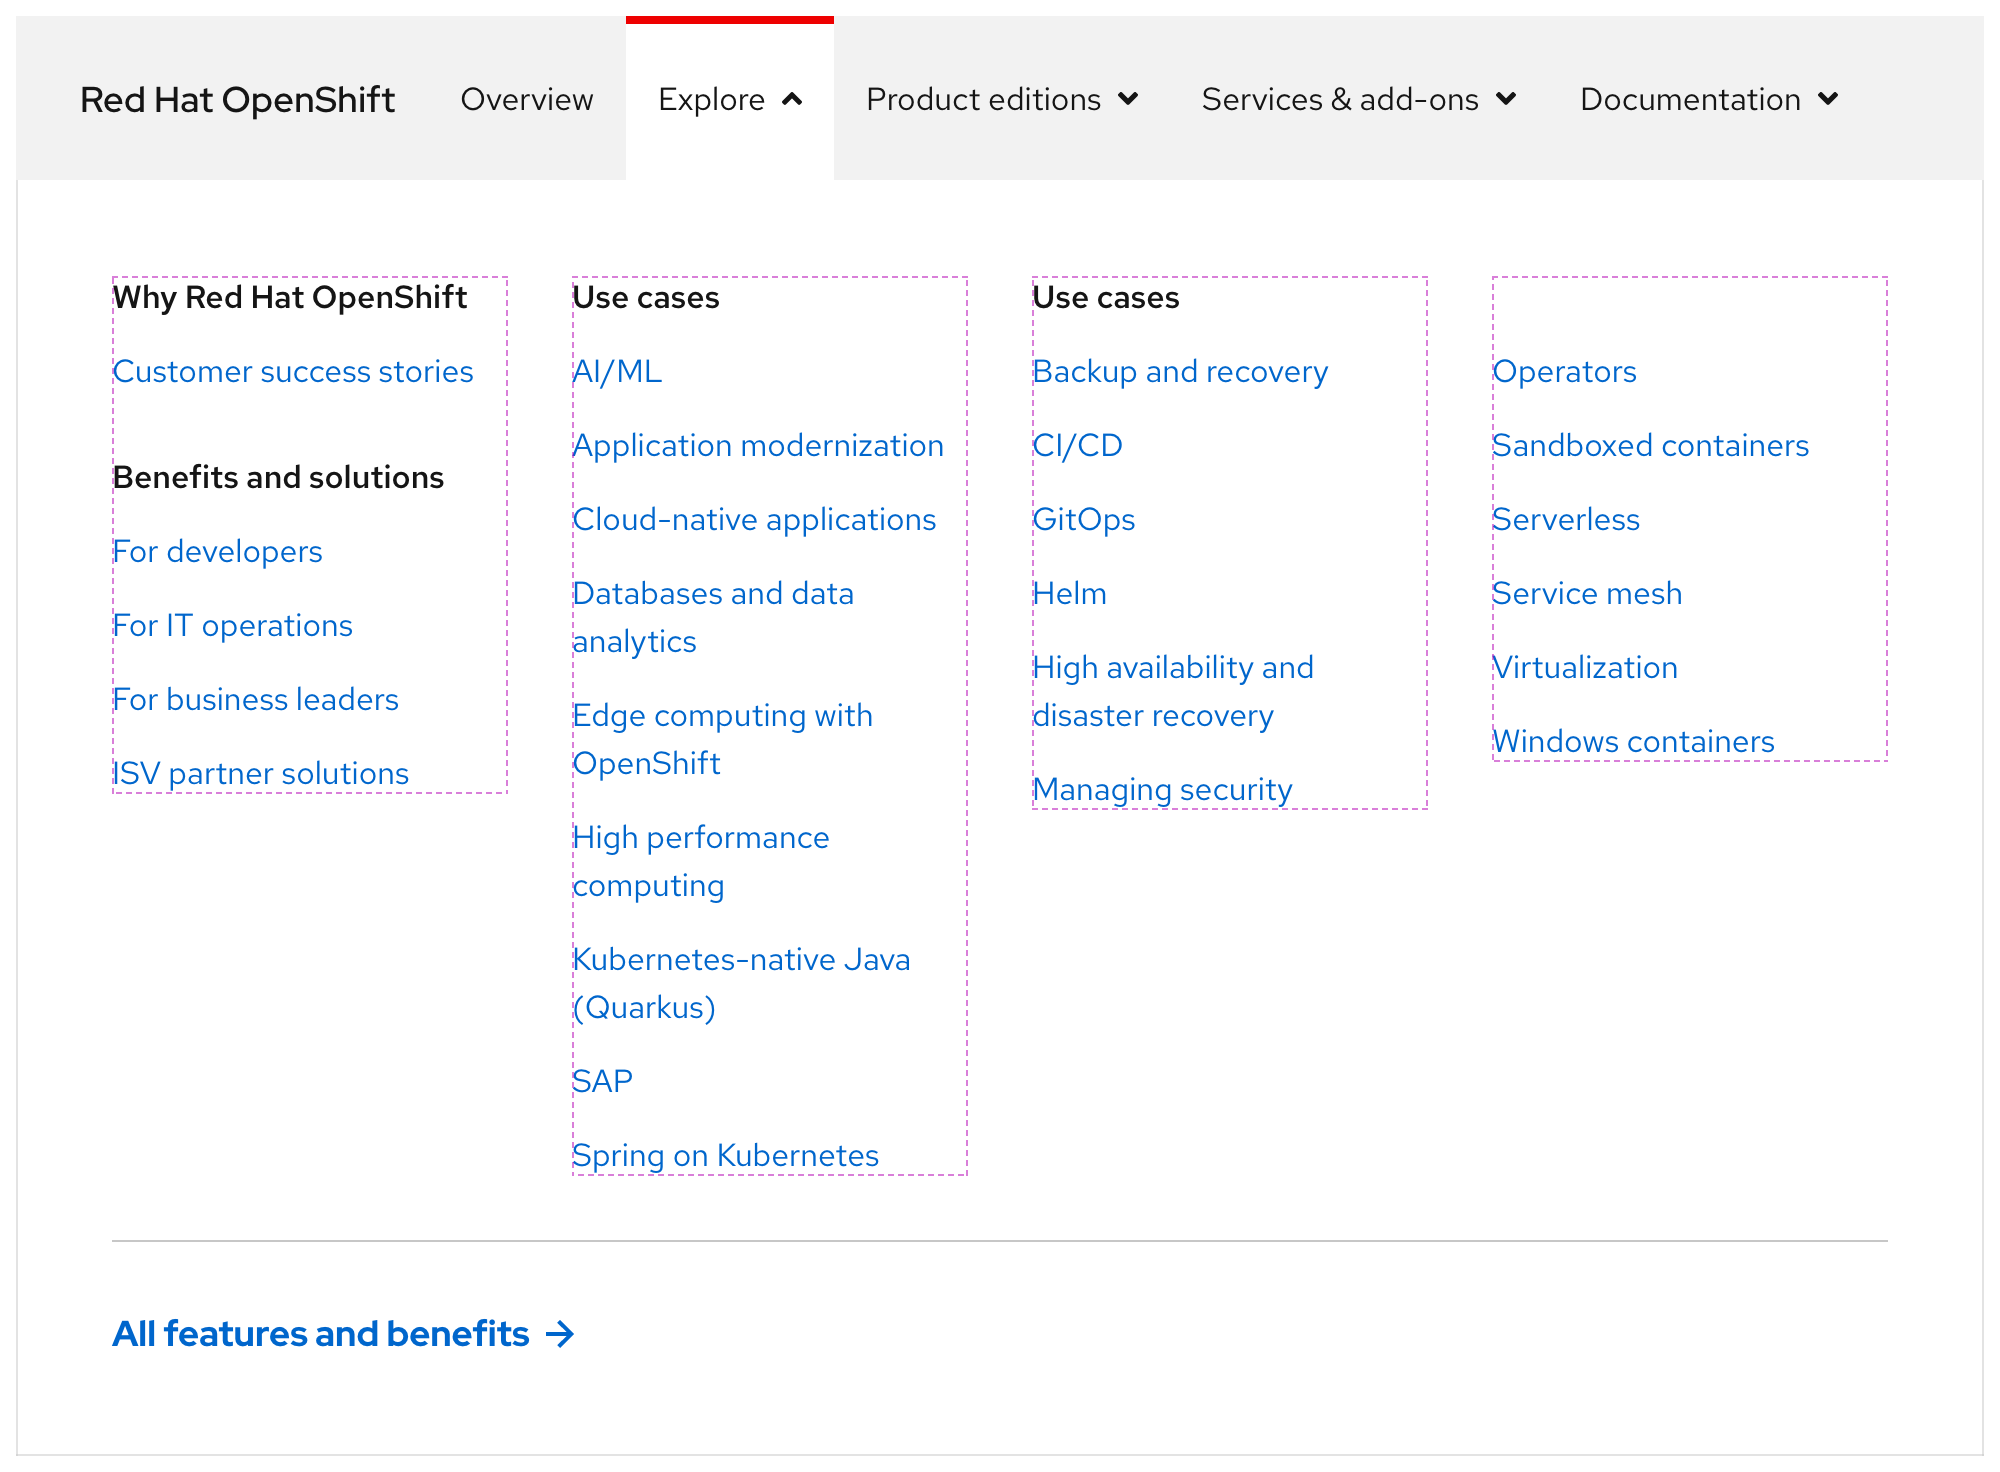 Red Hat OpenShift
Overview
Explore
Product editions
Services & add-ons
Documentation
Why Red Hat OpenShift
Customer success stories
Benefits and solutions
For developers
For IT operations
For business leaders
ISV partner solutions
Use cases
AI/ML
Application modernization
Cloud-native applications
Databases and data
analytics
Edge computing with
OpenShift
High performance
computing
Kubernetes-native Java
(Quarkus)
SAP
Spring on Kubernetes
Use cases
Backup and recovery
CI/CD
GitOps
Helm
High availability and
disaster recovery
Managing security
Operators
Sandboxed containers
Serverless
Service mesh
Virtualization
Windows containers
All features and benefits